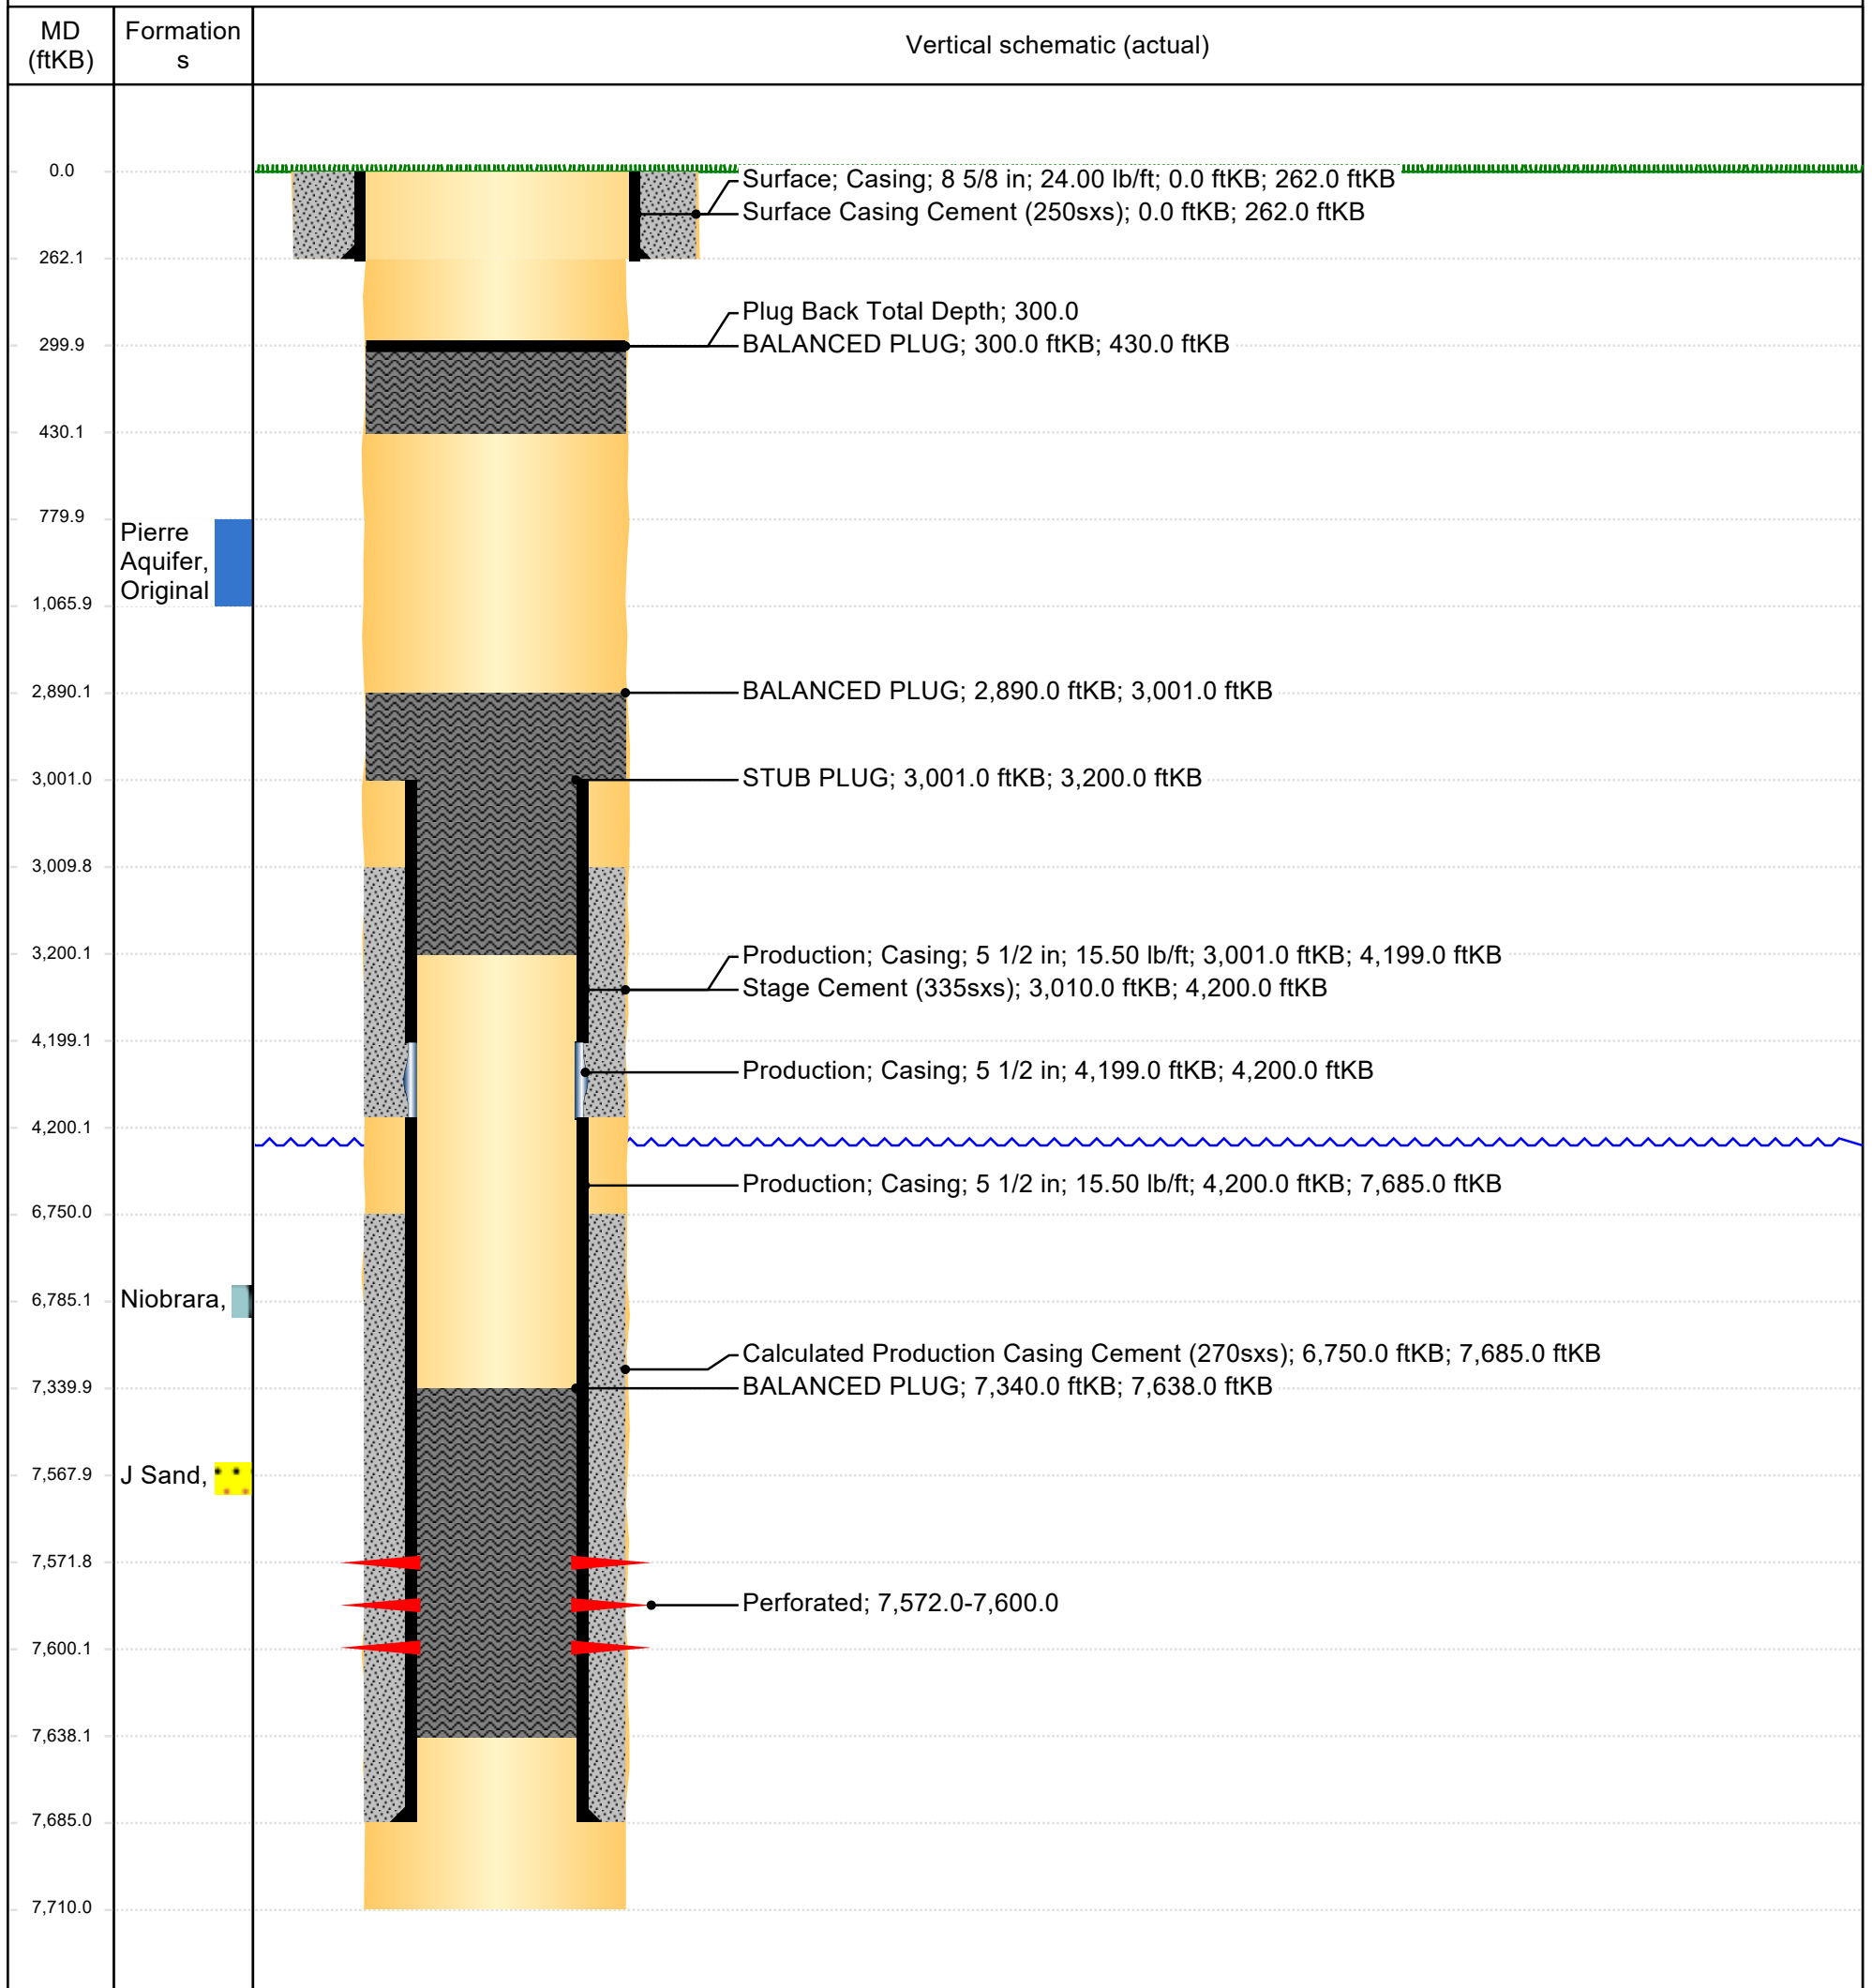 MD
(ftKB)
Formation
s
Vertical schematic (actual)
0.0
Surface; Casing; 8 5/8 in; 24.00 lb/ft; 0.0 ftKB; 262.0 ftKB
Surface Casing Cement (250sxs); 0.0 ftKB; 262.0 ftKB
262.1
Plug Back Total Depth; 300.0
299.9
BALANCED PLUG; 300.0 ftKB; 430.0 ftKB
430.1
779.9
Pierre
Aquifer,
Original
1,065.9
2,890.1
BALANCED PLUG; 2,890.0 ftKB; 3,001.0 ftKB
3,001.0
STUB PLUG; 3,001.0 ftKB; 3,200.0 ftKB
3,009.8
3,200.1
Production; Casing; 5 1/2 in; 15.50 lb/ft; 3,001.0 ftKB; 4,199.0 ftKB
Stage Cement (335sxs); 3,010.0 ftKB; 4,200.0 ftKB
4,199.1
Production; Casing; 5 1/2 in; 4,199.0 ftKB; 4,200.0 ftKB
4,200.1
Production; Casing; 5 1/2 in; 15.50 lb/ft; 4,200.0 ftKB; 7,685.0 ftKB
6,750.0
6,785.1
Niobrara,
Calculated Production Casing Cement (270sxs); 6,750.0 ftKB; 7,685.0 ftKB
7,339.9
BALANCED PLUG; 7,340.0 ftKB; 7,638.0 ftKB
7,567.9
J Sand,
7,571.8
Perforated; 7,572.0-7,600.0
7,600.1
7,638.1
7,685.0
7,710.0